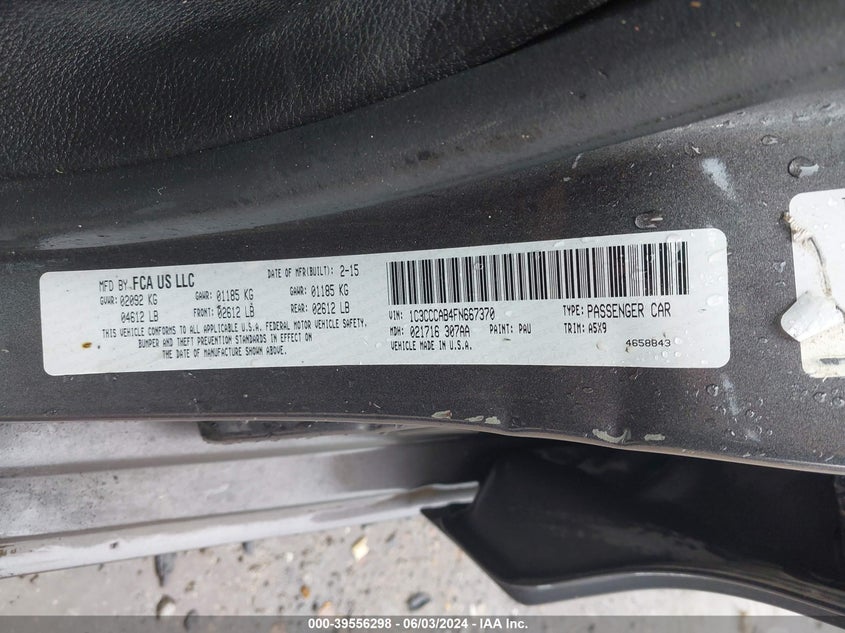 MFD BY FCA US LLC DATE OF MFR(BUILT): 2-15
GVWR: 02092 KG GAWR: 01185 KG GAWR: 01185 KG
04612 LB FRONT: 02612 LB REAR: 02612 LB
THIS VEHICLE CONFORMS TO ALL APPLICABLE U.S.A. FEDERAL MOTOR VEHICLE SAFETY,
BUMPER AND THEFT PREVENTION STANDARDS IN EFFECT ON
THE DATE OF MANUFACTURE SHOWN ABOVE.
VIN: 1C3CCCAB4FN667370 TYPE: PASSENGER CAR
MDH: 021716 307AA PAINT: PAU TRIM: A5X9
VEHICLE MADE IN U.S.A. 4658843
000-39556298 - 06/03/2024 - IAA Inc.